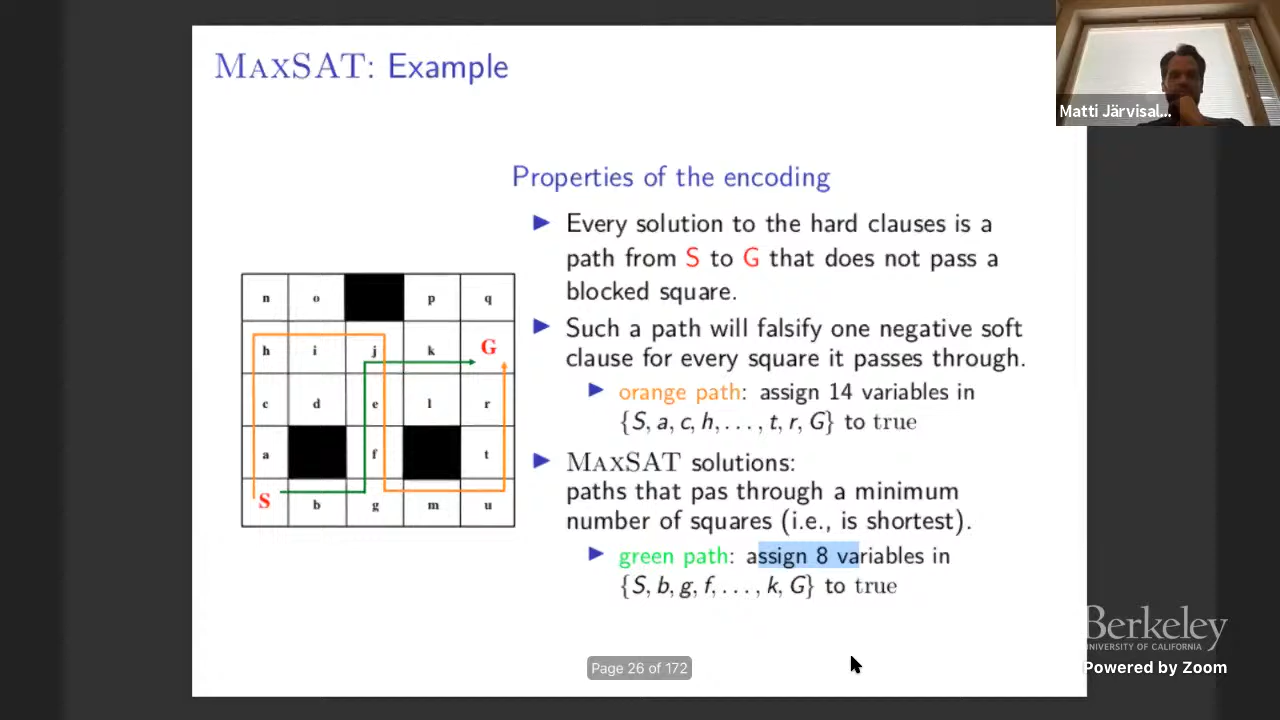 MaxSAT: Example
Matti Järvisal...
Properties of the encoding
▶ Every solution to the hard clauses is a
path from S to G that does not pass a
blocked square.
▶ Such a path will falsify one negative soft
clause for every square it passes through.
▶ orange path: assign 14 variables in
{S, a, c, h, . . . , t, r, G} to true
▶ MaxSAT solutions:
paths that pas through a minimum
number of squares (i.e., is shortest).
▶ green path: assign 8 variables in
{S, b, g, f, . . . , k, G} to true
n o p q
h i j k G
c d e l r
a f t
S b g m u
Page 26 of 172
Berkeley
UNIVERSITY OF CALIFORNIA
Powered by Zoom